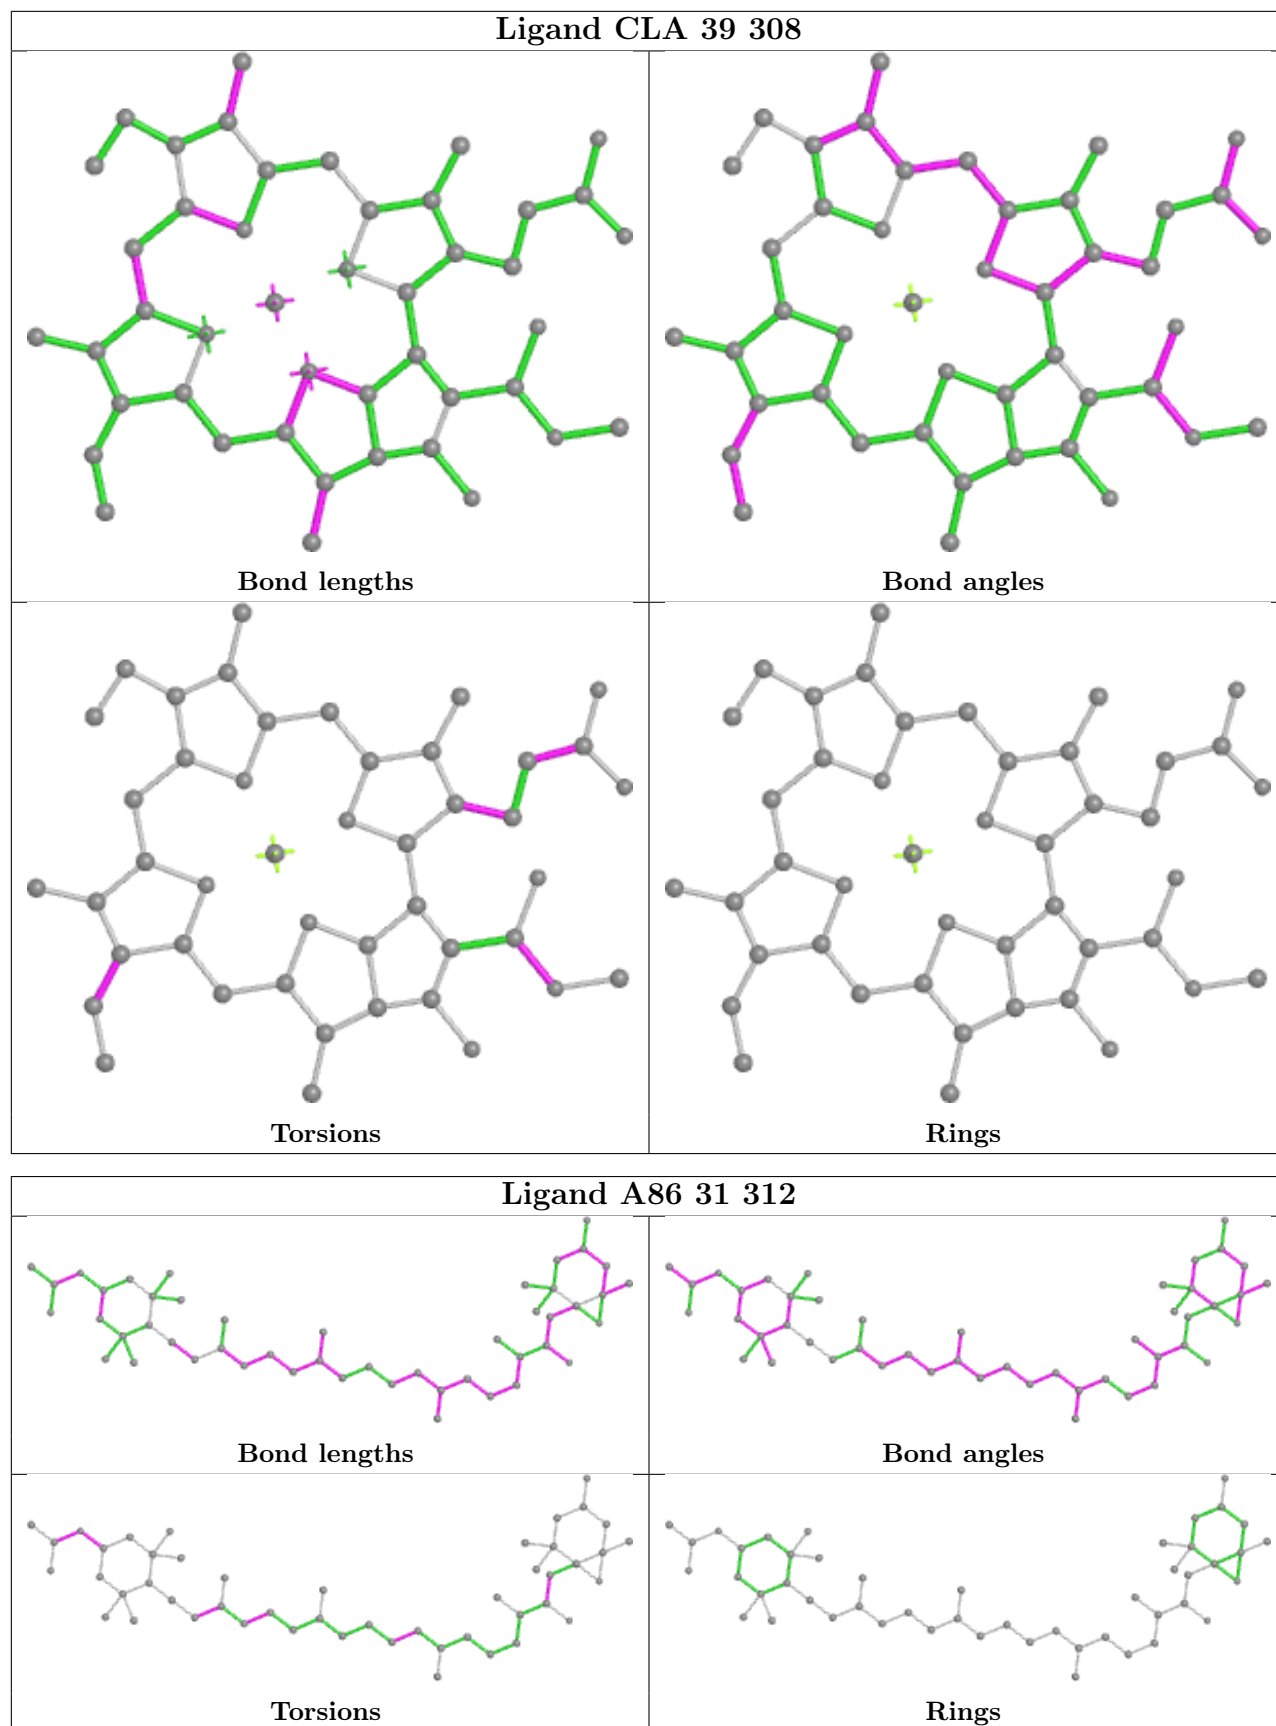 Ligand CLA 39 308
Bond lengths
Bond angles
Torsions
Rings
Ligand A86 31 312
Bond lengths
Bond angles
Torsions
Rings